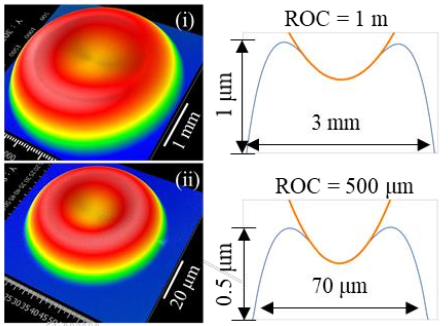 (i)
1 mm
ROC = 1 m
1 μm
3 mm
(ii)
20 μm
ROC = 500 μm
0.5 μm
70 μm